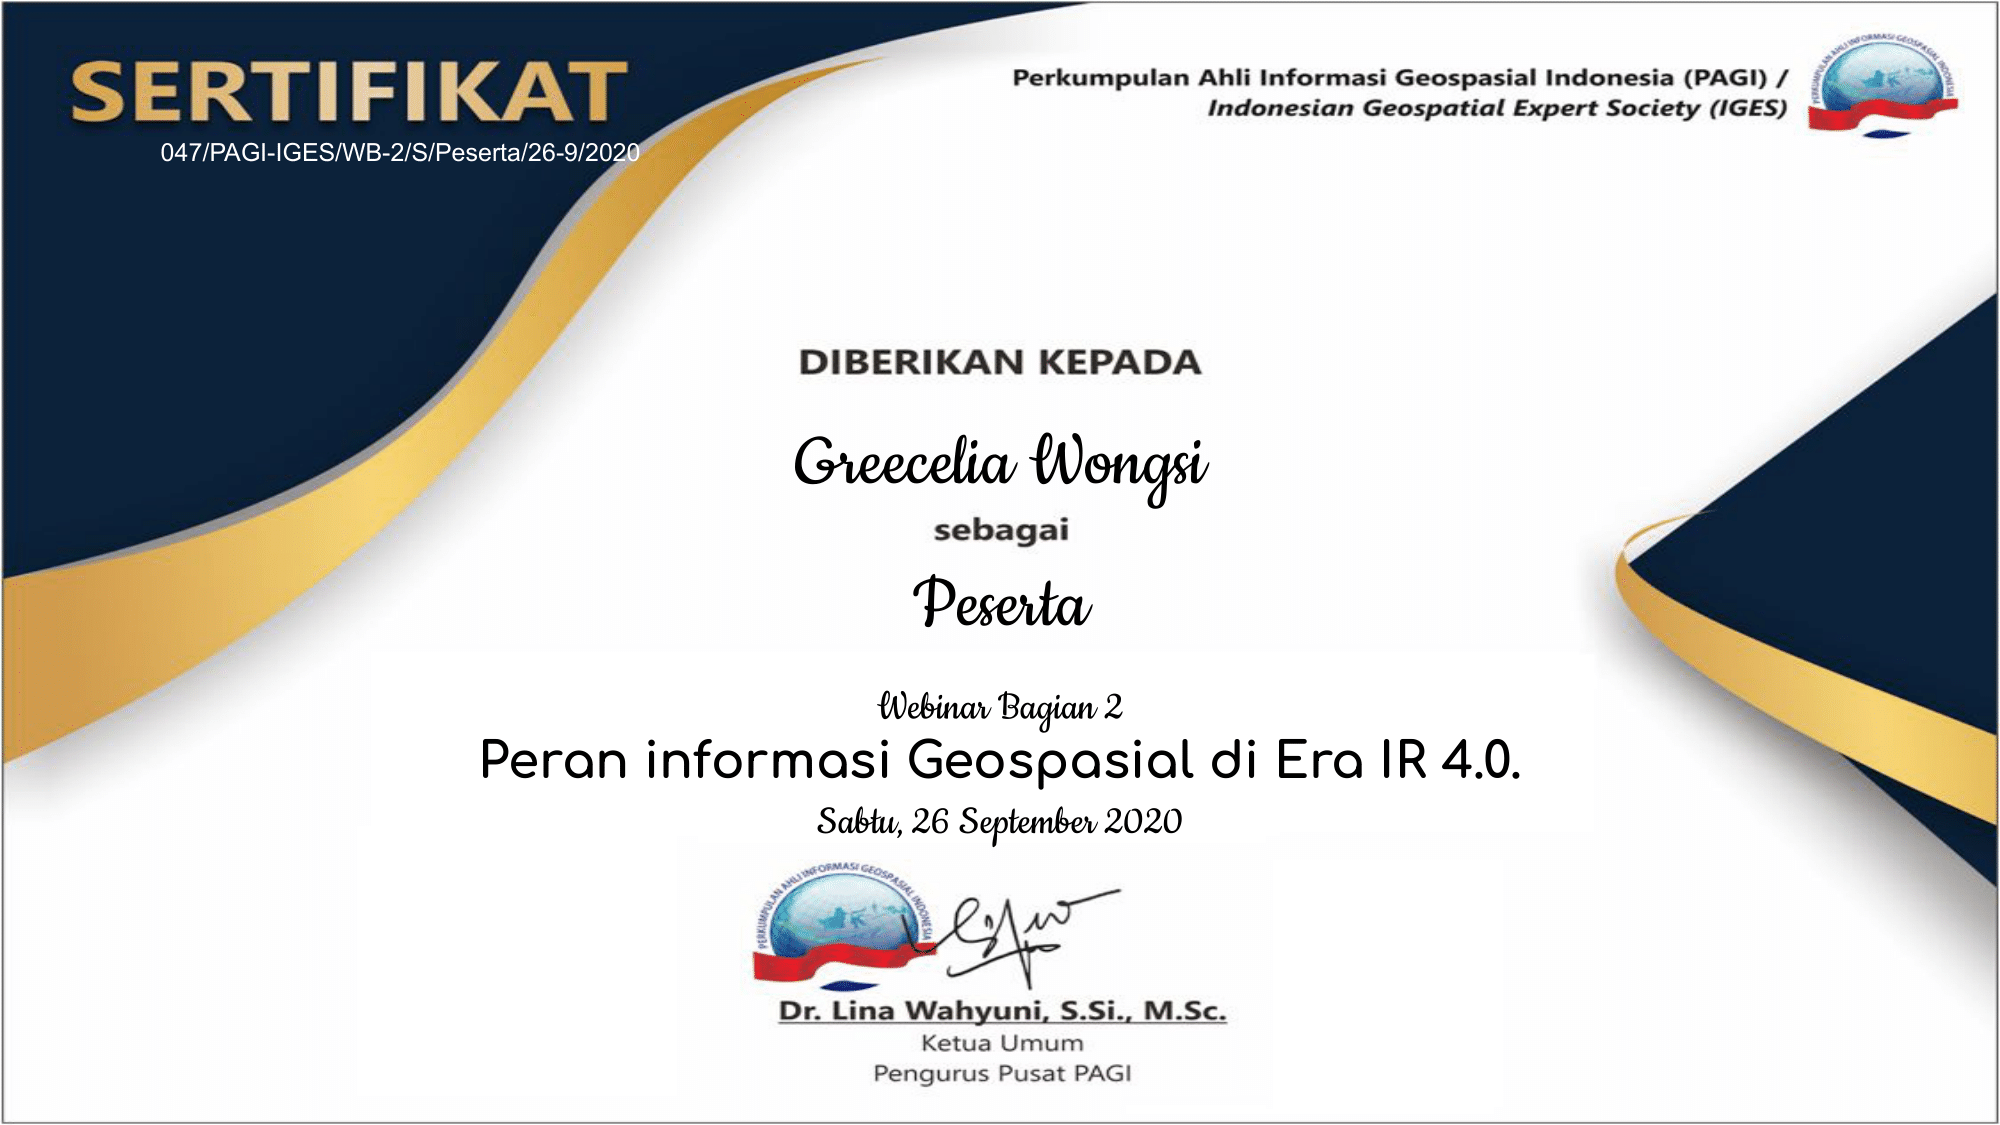 SERTIFIKAT
047/PAGI-IGES/WB-2/S/Peserta/26-9/2020
Perkumpulan Ahli Informasi Geospasial Indonesia (PAGI) /
Indonesian Geospatial Expert Society (IGES)
PERKUMPULAN AHLI INFORMASI GEOSPASIAL INDONESIA
DIBERIKAN KEPADA
Greecelia Wongsi
sebagai
Peserta
Webinar Bagian 2
Peran informasi Geospasial di Era IR 4.0.
Sabtu, 26 September 2020
PERKUMPULAN AHLI INFORMASI GEOSPASIAL INDONESIA
Dr. Lina Wahyuni, S.Si., M.Sc.
Ketua Umum
Pengurus Pusat PAGI